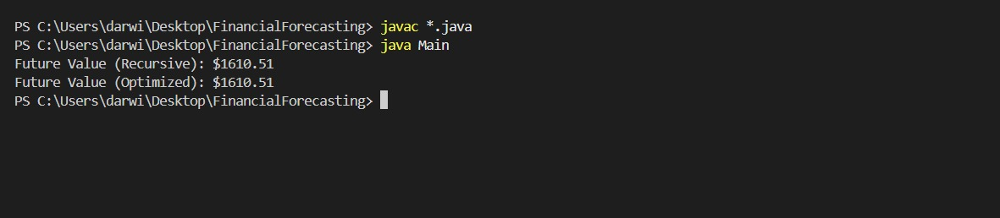 PS C:\Users\darwi\Desktop\FinancialForecasting> javac *.java
PS C:\Users\darwi\Desktop\FinancialForecasting> java Main
Future Value (Recursive): $1610.51
Future Value (Optimized): $1610.51
PS C:\Users\darwi\Desktop\FinancialForecasting>